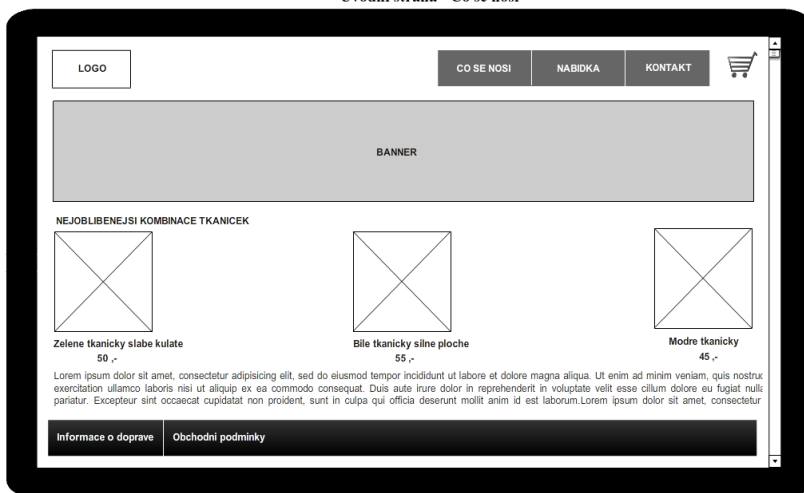 LOGO
CO SE NOSI
NABIDKA
KONTAKT
BANNER
NEJOBLIBENEJSI KOMBINACE TKANICEK
Zelene tkanicky slabe kulate
50 ,-
Bile tkanicky silne ploche
55 ,-
Modre tkanicky
45 ,-
Lorem ipsum dolor sit amet, consectetur adipisicing elit, sed do eiusmod tempor incididunt ut labore et dolore magna aliqua. Ut enim ad minim veniam, quis nostruc
exercitation ullamco laboris nisi ut aliquip ex ea commodo consequat. Duis aute irure dolor in reprehenderit in voluptate velit esse cillum dolore eu fugiat nulla
pariatur. Excepteur sint occaecat cupidatat non proident, sunt in culpa qui officia deserunt mollit anim id est laborum.Lorem ipsum dolor sit amet, consectetur
Informace o doprave
Obchodni podminky